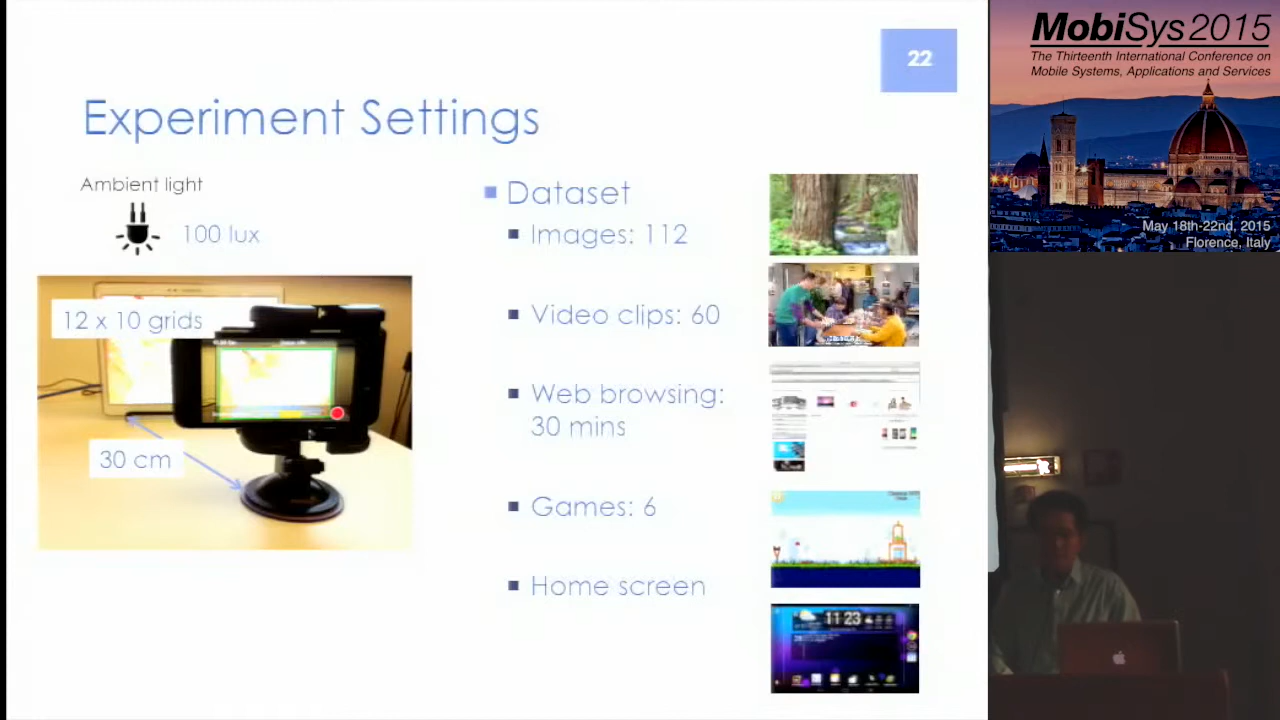 22
Experiment Settings
Ambient light
100 lux
12 x 10 grids
30 cm
Dataset
Images: 112
Video clips: 60
Web browsing:
30 mins
Games: 6
Home screen
11 23
MobiSys 2015
The Thirteenth International Conference on
Mobile Systems, Applications and Services
May 18th-22nd, 2015
Florence, Italy